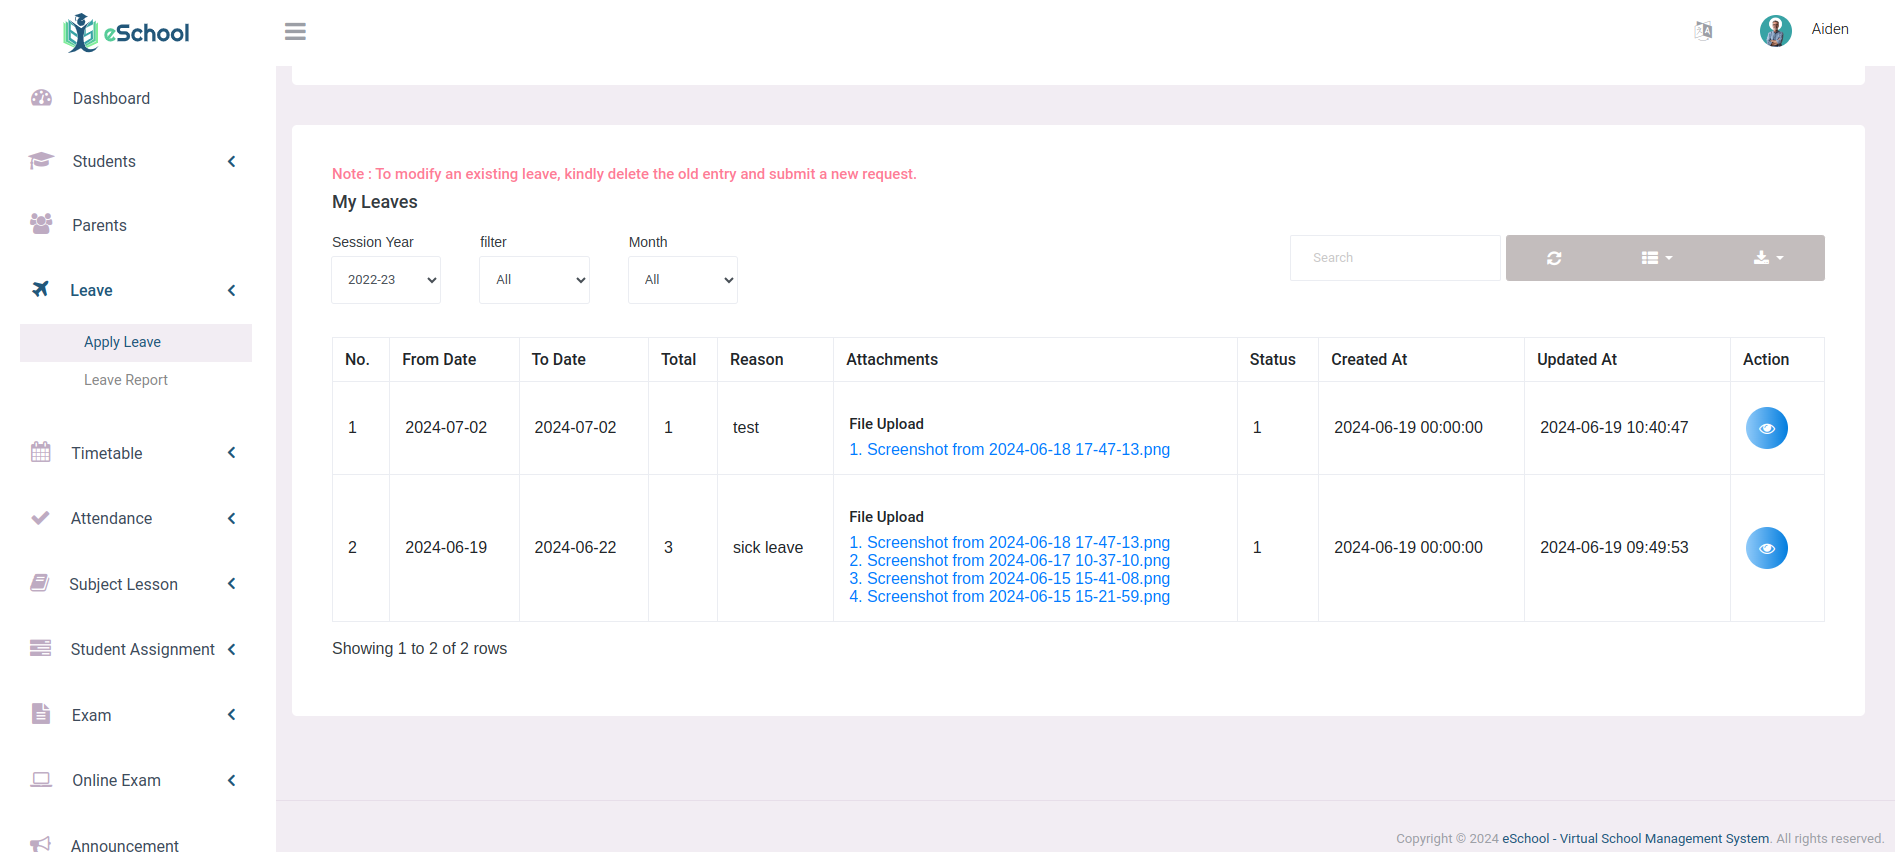 eSchool
Aiden
Dashboard
Students
Parents
Leave
Apply Leave
Leave Report
Timetable
Attendance
Subject Lesson
Student Assignment
Exam
Online Exam
Announcement
Note : To modify an existing leave, kindly delete the old entry and submit a new request.
My Leaves
Session Year filter Month
2022-23 All All Search
No. From Date To Date Total Reason Attachments Status Created At Updated At Action
File Upload
1 2024-07-02 2024-07-02 1 test 1 2024-06-19 00:00:00 2024-06-19 10:40:47
1. Screenshot from 2024-06-18 17-47-13.png
File Upload
1. Screenshot from 2024-06-18 17-47-13.png
2 2024-06-19 2024-06-22 3 sick leave 1 2024-06-19 00:00:00 2024-06-19 09:49:53
2. Screenshot from 2024-06-17 10-37-10.png
3. Screenshot from 2024-06-15 15-41-08.png
4. Screenshot from 2024-06-15 15-21-59.png
Showing 1 to 2 of 2 rows
Copyright © 2024 eSchool - Virtual School Management System. All rights reserved.